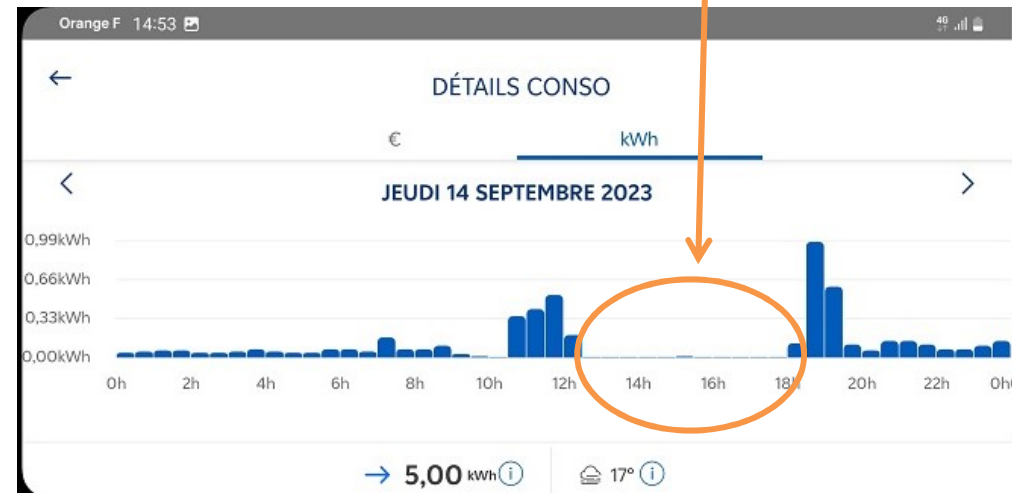 Orange F 14:53 4G
DÉTAILS CONSO
€ kWh
JEUDI 14 SEPTEMBRE 2023
0,99kWh
0,66kWh
0,33kWh
0,00kWh
0h 2h 4h 6h 8h 10h 12h 14h 16h 18h 20h 22h 0h
→ 5,00 kWh i 17° i